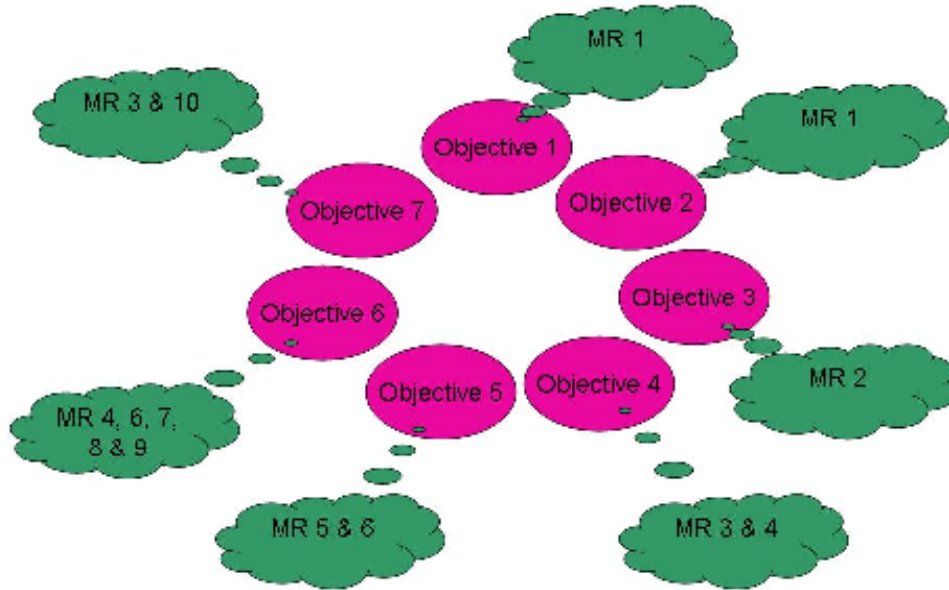 MR 1
MR 3 & 10
MR 1
Objective 1
Objective 2
Objective 7
Objective 3
Objective 6
MR 2
Objective 5
Objective 4
MR 4, 6, 7,
8 & 9
MR 5 & 6
MR 3 & 4